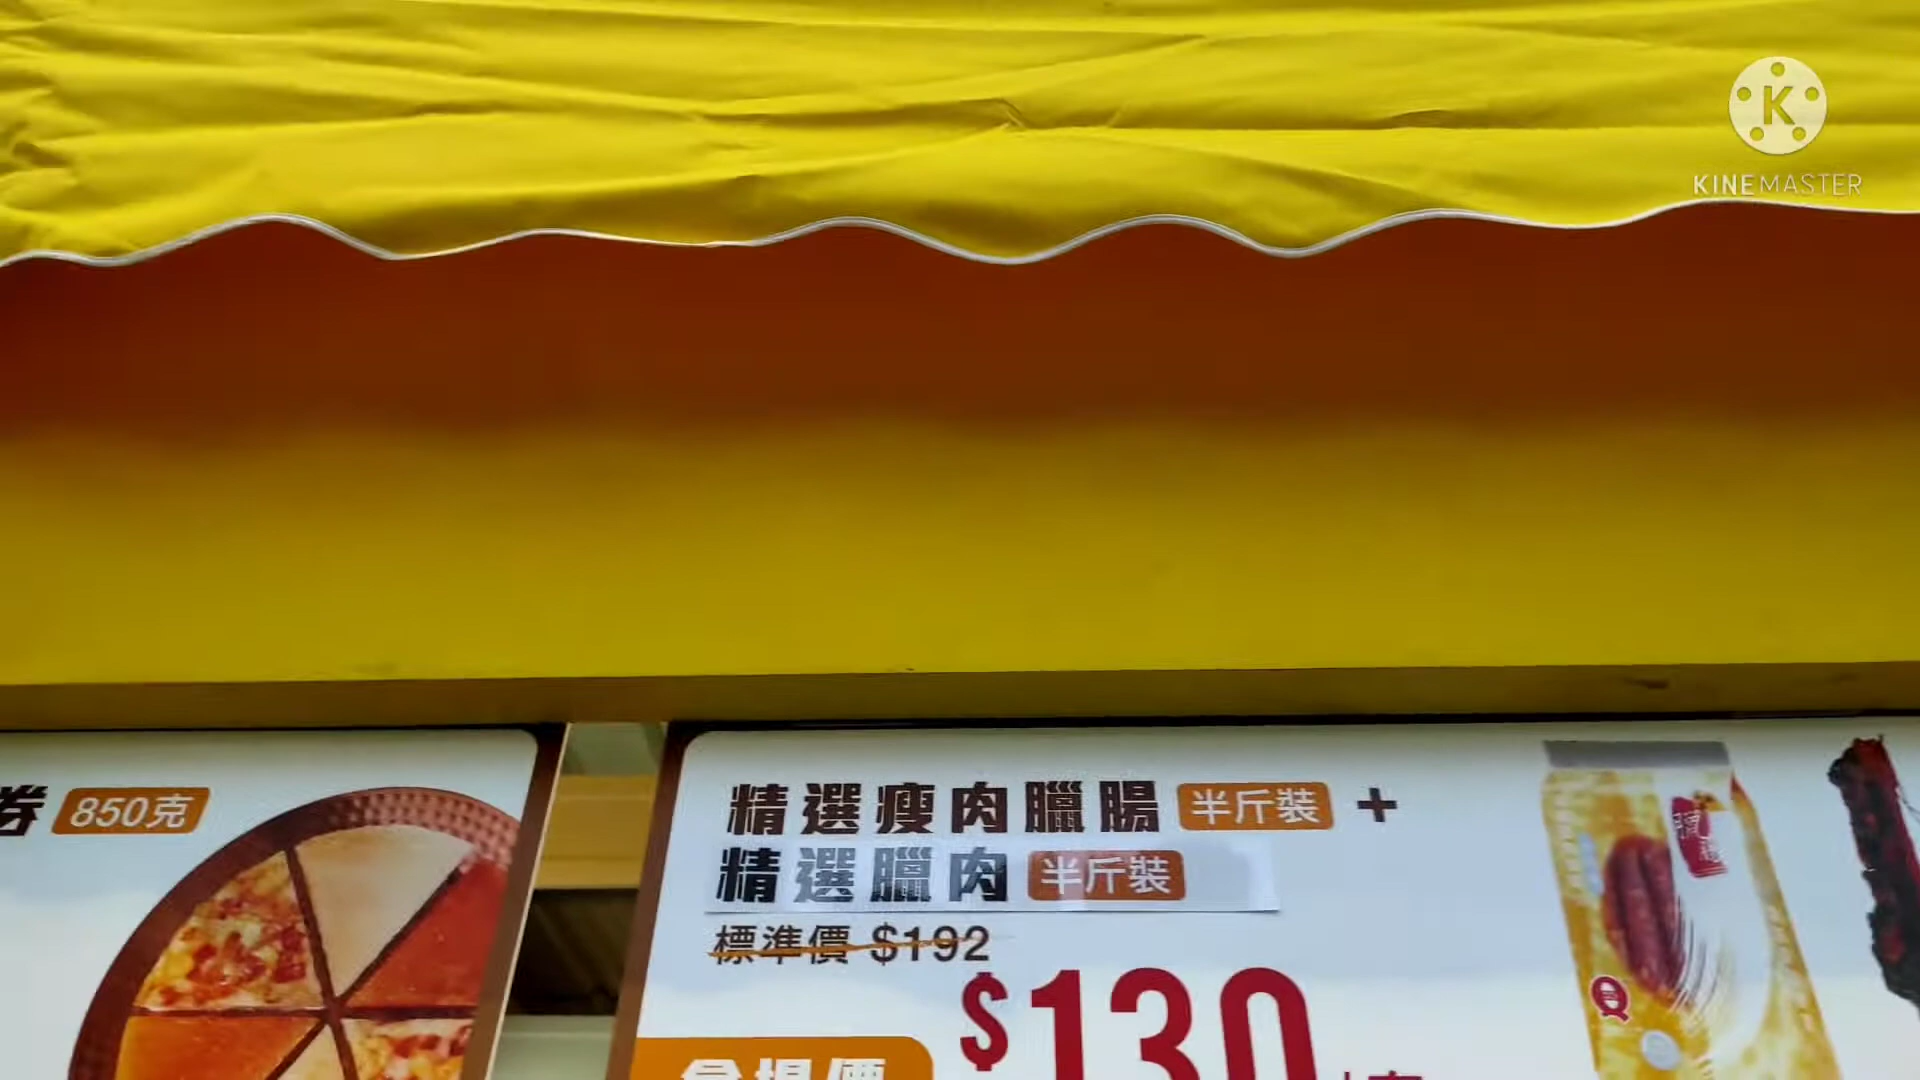 KINEMASTER
券 850克
精選瘦肉臘腸 半斤裝 +
精選臘肉 半斤裝
標準價 $192
$130